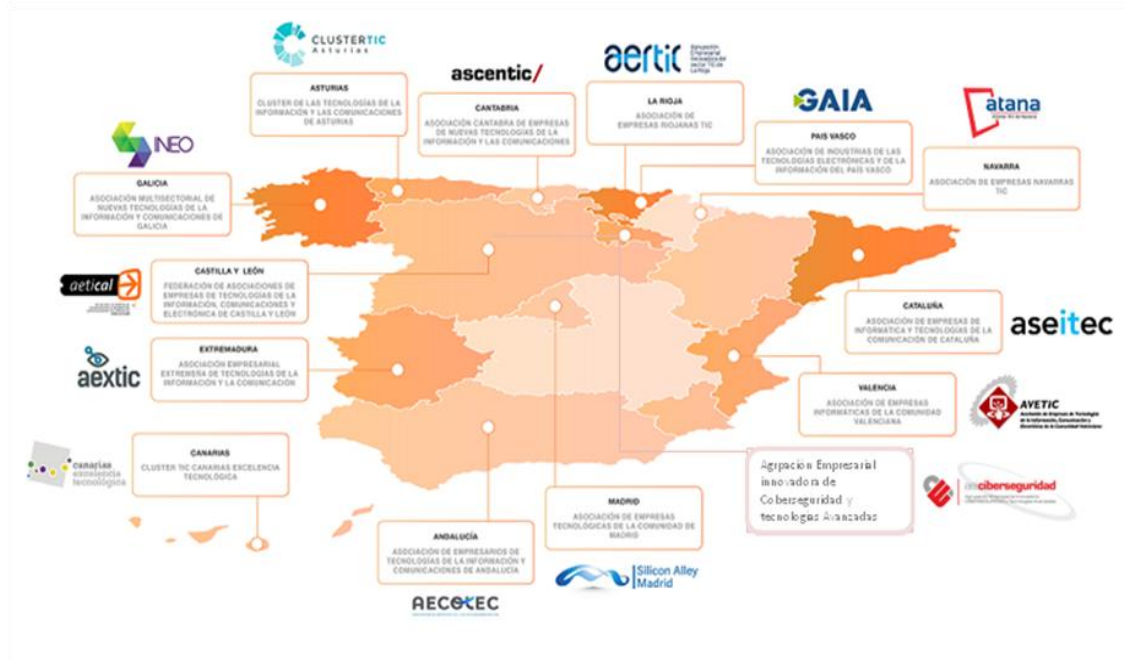 CLUSTERTIC
Asturias
ASTURIAS
CLUSTER DE LAS TECNOLOGÍAS DE LA
INFORMACIÓN Y LAS COMUNICACIONES
DE ASTURIAS
ascentic/
CANTABRIA
ASOCIACIÓN CÁNTABRA DE EMPRESAS
DE NUEVAS TECNOLOGÍAS DE LA
INFORMACIÓN Y LAS COMUNICACIONES
aertic
LA RIOJA
ASOCIACIÓN DE
EMPRESAS RIOJANAS TIC
GAIA
PAIS VASCO
ASOCIACIÓN DE INDUSTRIAS DE LAS
TECNOLOGÍAS ELECTRÓNICAS Y DE LA
INFORMACIÓN DEL PAÍS VASCO
atana
NAVARRA
ASOCIACIÓN DE EMPRESAS NAVARRAS
TIC
INEO
GALICIA
ASOCIACIÓN MULTISECTORIAL DE
NUEVAS TECNOLOGÍAS DE LA
INFORMACIÓN Y COMUNICACIONES DE
GALICIA
aetical
CASTILLA Y LEÓN
FEDERACIÓN DE ASOCIACIONES DE
EMPRESAS DE TECNOLOGÍAS DE LA
INFORMACIÓN, COMUNICACIONES Y
ELECTRÓNICA DE CASTILLA Y LEÓN
CATALUÑA
ASOCIACIÓN DE EMPRESAS DE
INFORMÁTICA Y TECNOLOGÍAS DE LA
COMUNICACIÓN DE CATALUÑA
aseitec
aextic
EXTREMADURA
ASOCIACIÓN EMPRESARIAL
EXTREMEÑA DE TECNOLOGÍAS DE LA
INFORMACIÓN Y LA COMUNICACIÓN
VALENCIA
ASOCIACIÓN DE EMPRESAS
INFORMÁTICAS DE LA COMUNIDAD
VALENCIANA
AVETIC
canarias
excelencia
tecnológica
CANARIAS
CLUSTER TIC CANARIAS EXCELENCIA
TECNOLÓGICA
Agrpación Empresarial
innovadora de
Coberseguridad y
tecnologías Avanzadas
ciberseguridad
MADRID
ASOCIACIÓN DE EMPRESAS
TECNOLÓGICAS DE LA COMUNIDAD DE
MADRID
Silicon Alley
Madrid
ANDALUCÍA
ASOCIACIÓN DE EMPRESARIOS DE
TECNOLOGÍAS DE LA INFORMACIÓN Y
COMUNICACIONES DE ANDALUCÍA
AECOTEC